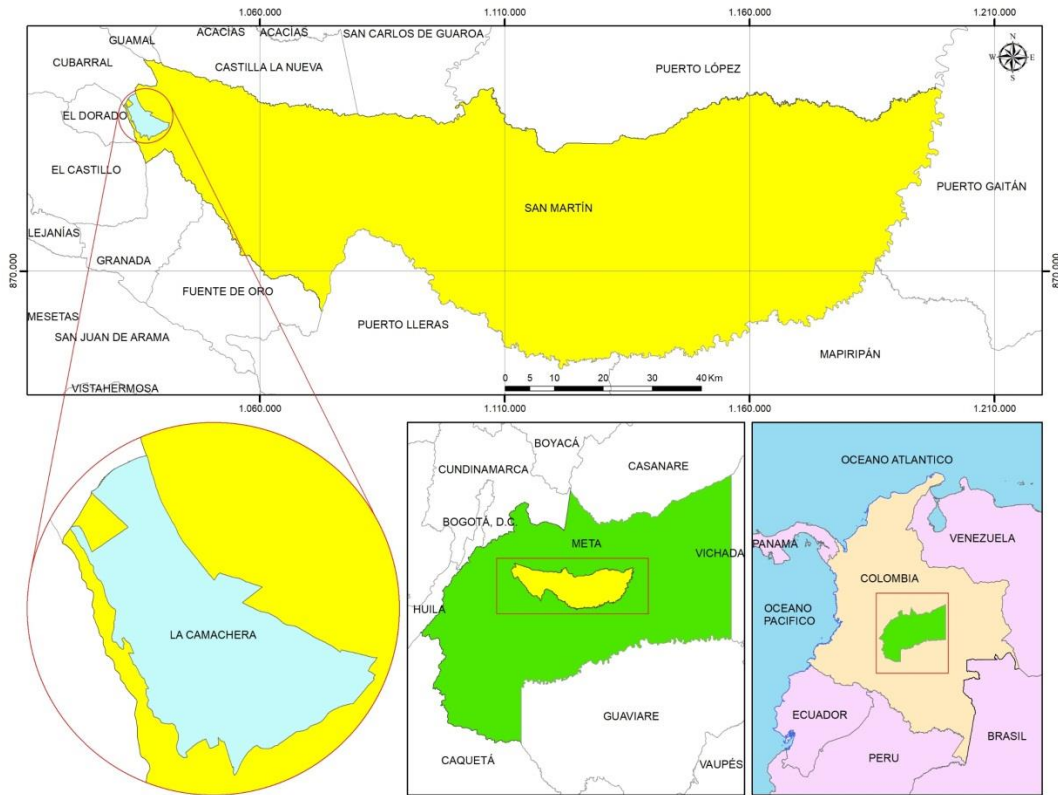 1.060.000
1.110.000
1.160.000
1.210.000
GUAMAL
ACACÍAS
ACACÍAS
SAN CARLOS DE GUAROA
CUBARRAL
CASTILLA LA NUEVA
PUERTO LÓPEZ
N
W
E
S
EL DORADO
EL CASTILLO
PUERTO GAITÁN
SAN MARTÍN
LEJANÍAS
GRANADA
870.000
870.000
FUENTE DE ORO
MESETAS
PUERTO LLERAS
SAN JUAN DE ARAMA
MAPIRIPÁN
VISTAHERMOSA
0 5 10 20 30 40 Km
1.060.000
1.110.000
1.160.000
1.210.000
LA CAMACHERA
BOYACÁ
CUNDINAMARCA
CASANARE
BOGOTÁ, D.C.
META
VICHADA
HUILA
GUAVIARE
CAQUETÁ
VAUPÉS
OCEANO ATLANTICO
PANAMÁ
VENEZUELA
COLOMBIA
OCEANO
PACIFICO
ECUADOR
BRASIL
PERU